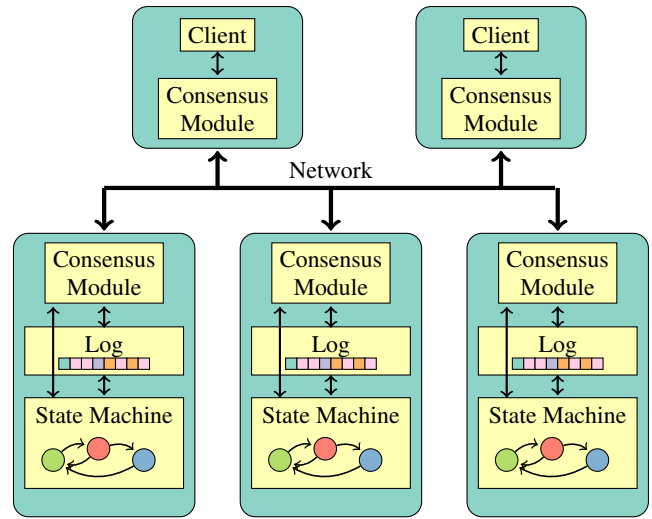 Client
Consensus
Module
Client
Consensus
Module
Network
Consensus
Module
Log
State Machine
Consensus
Module
Log
State Machine
Consensus
Module
Log
State Machine